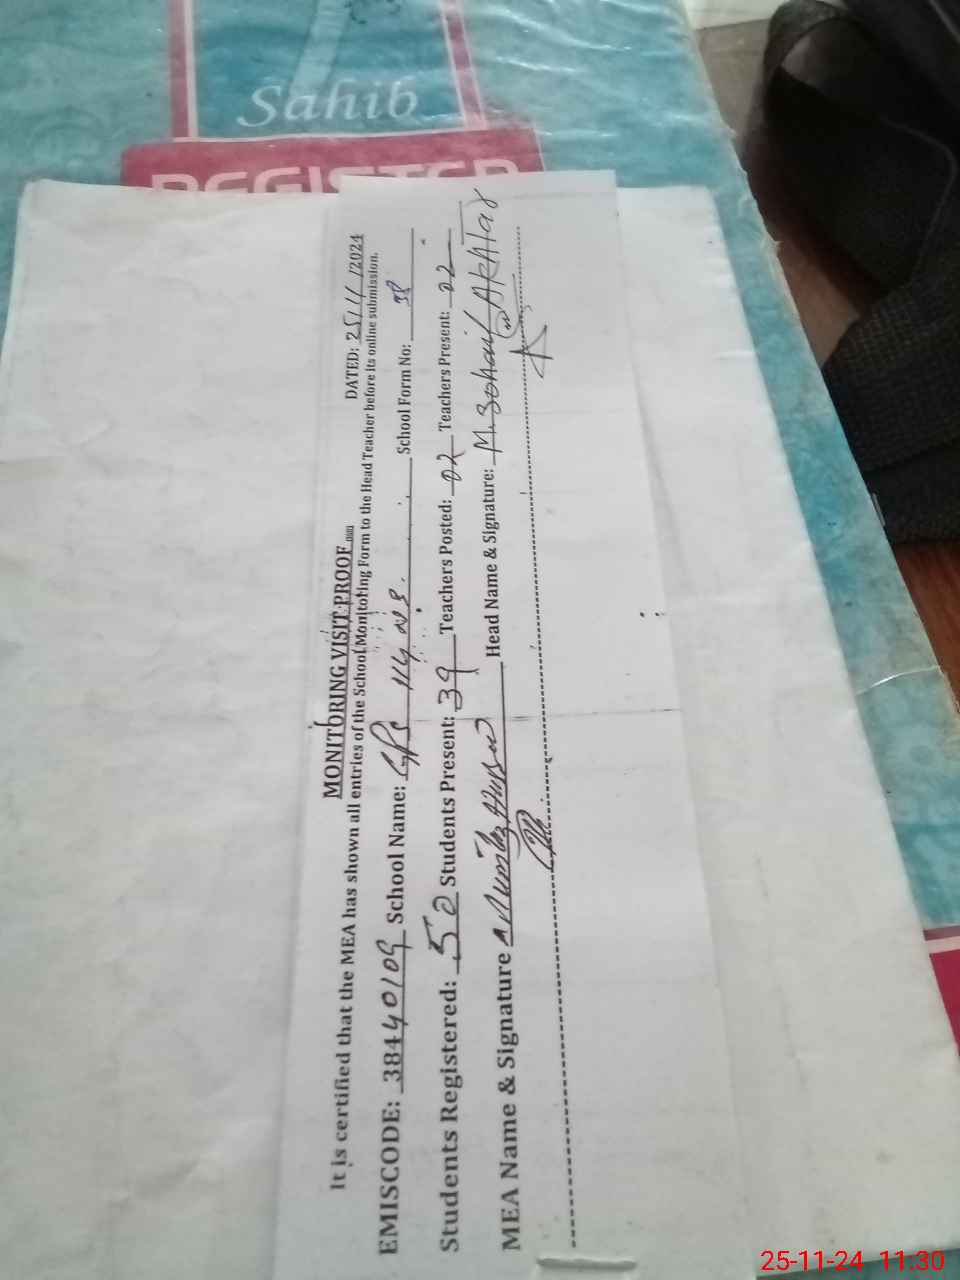 Sahib
REGISTER
MONITORING VISIT PROOF
DATED: 25/11/2024
It is certified that the MEA has shown all entries of the School Monitoring Form to the Head Teacher before its online submission.
EMISCODE: 38440109 School Name: GPS 114 NB. School Form No: 38
Students Registered: 52 Students Present: 39 Teachers Posted: 02 Teachers Present: 02
MEA Name & Signature Head Name & Signature: M. Sohail AKHTAR
25-11-24 11:30